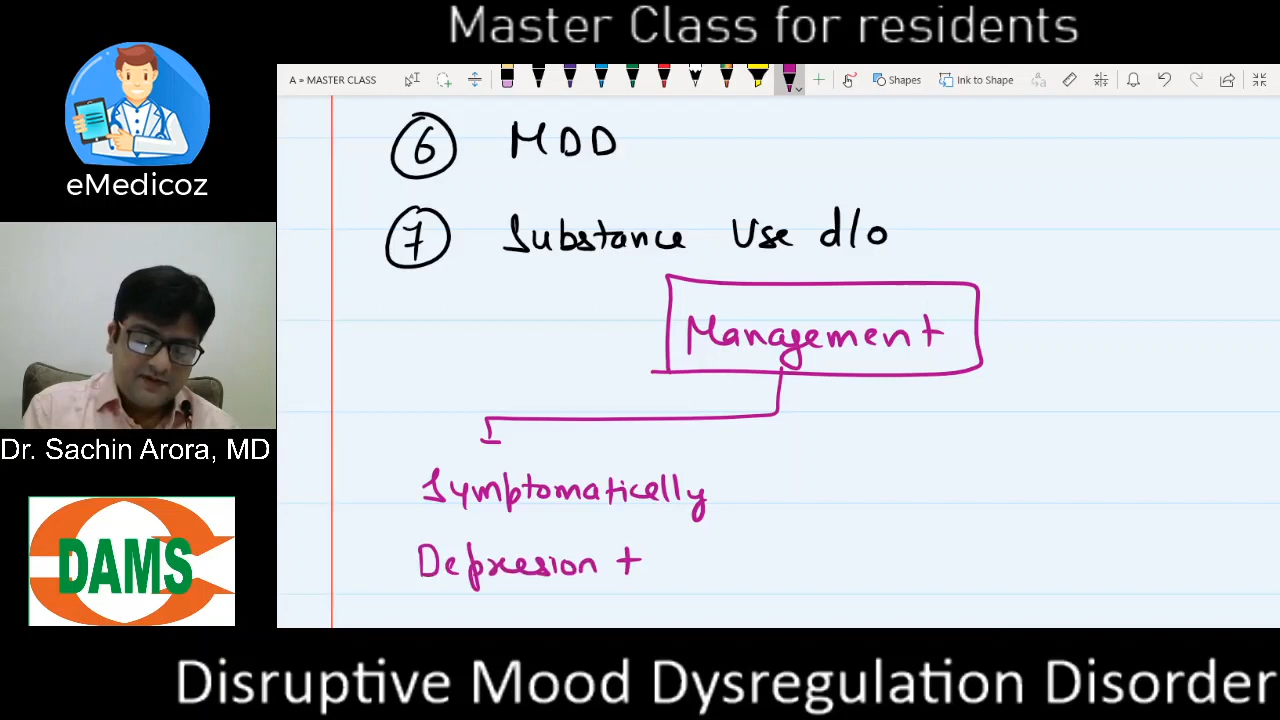 Master Class for residents
A » MASTER CLASS
Shapes
Ink to Shape
eMedicoz
6 MDD
7 Substance Use d/o
Management
Symptomatically
Depresion +
Dr. Sachin Arora, MD
DAMS
Disruptive Mood Dysregulation Disorder